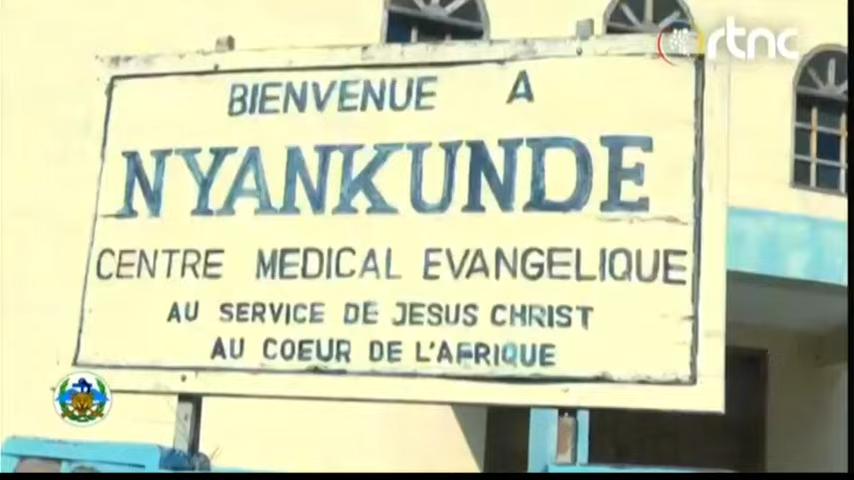 rtnc
BIENVENUE A
NYANKUNDE
CENTRE MEDICAL EVANGELIQUE
AU SERVICE DE JESUS CHRIST
AU COEUR DE L'AFRIQUE